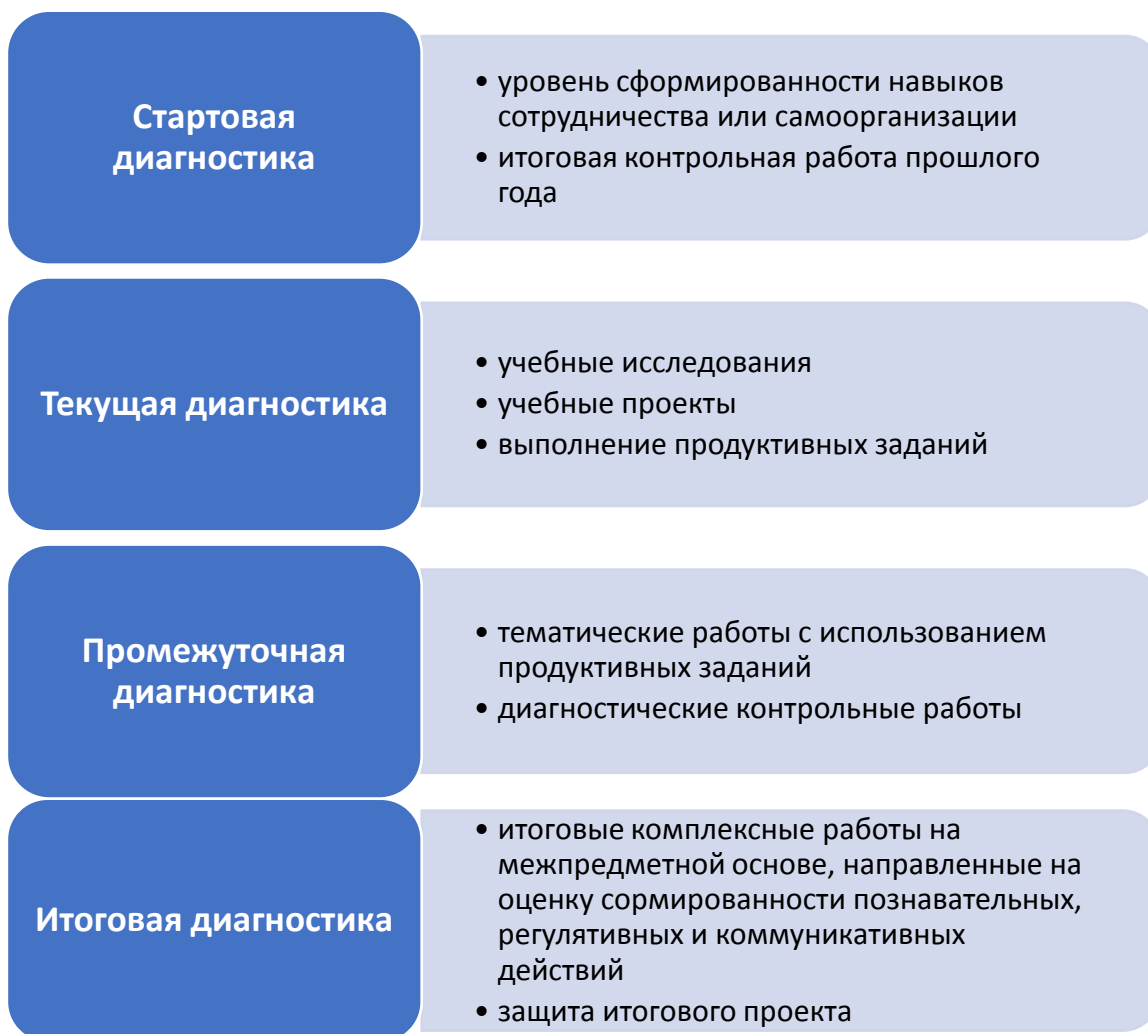 Стартовая
диагностика
• уровень сформированности навыков
сотрудничества или самоорганизации
• итоговая контрольная работа прошлого
года
Текущая диагностика
• учебные исследования
• учебные проекты
• выполнение продуктивных заданий
Промежуточная
диагностика
• тематические работы с использованием
продуктивных заданий
• диагностические контрольные работы
Итоговая диагностика
• итоговые комплексные работы на
межпредметной основе, направленные на
оценку сормированности познавательных,
регулятивных и коммуникативных
действий
• защита итогового проекта